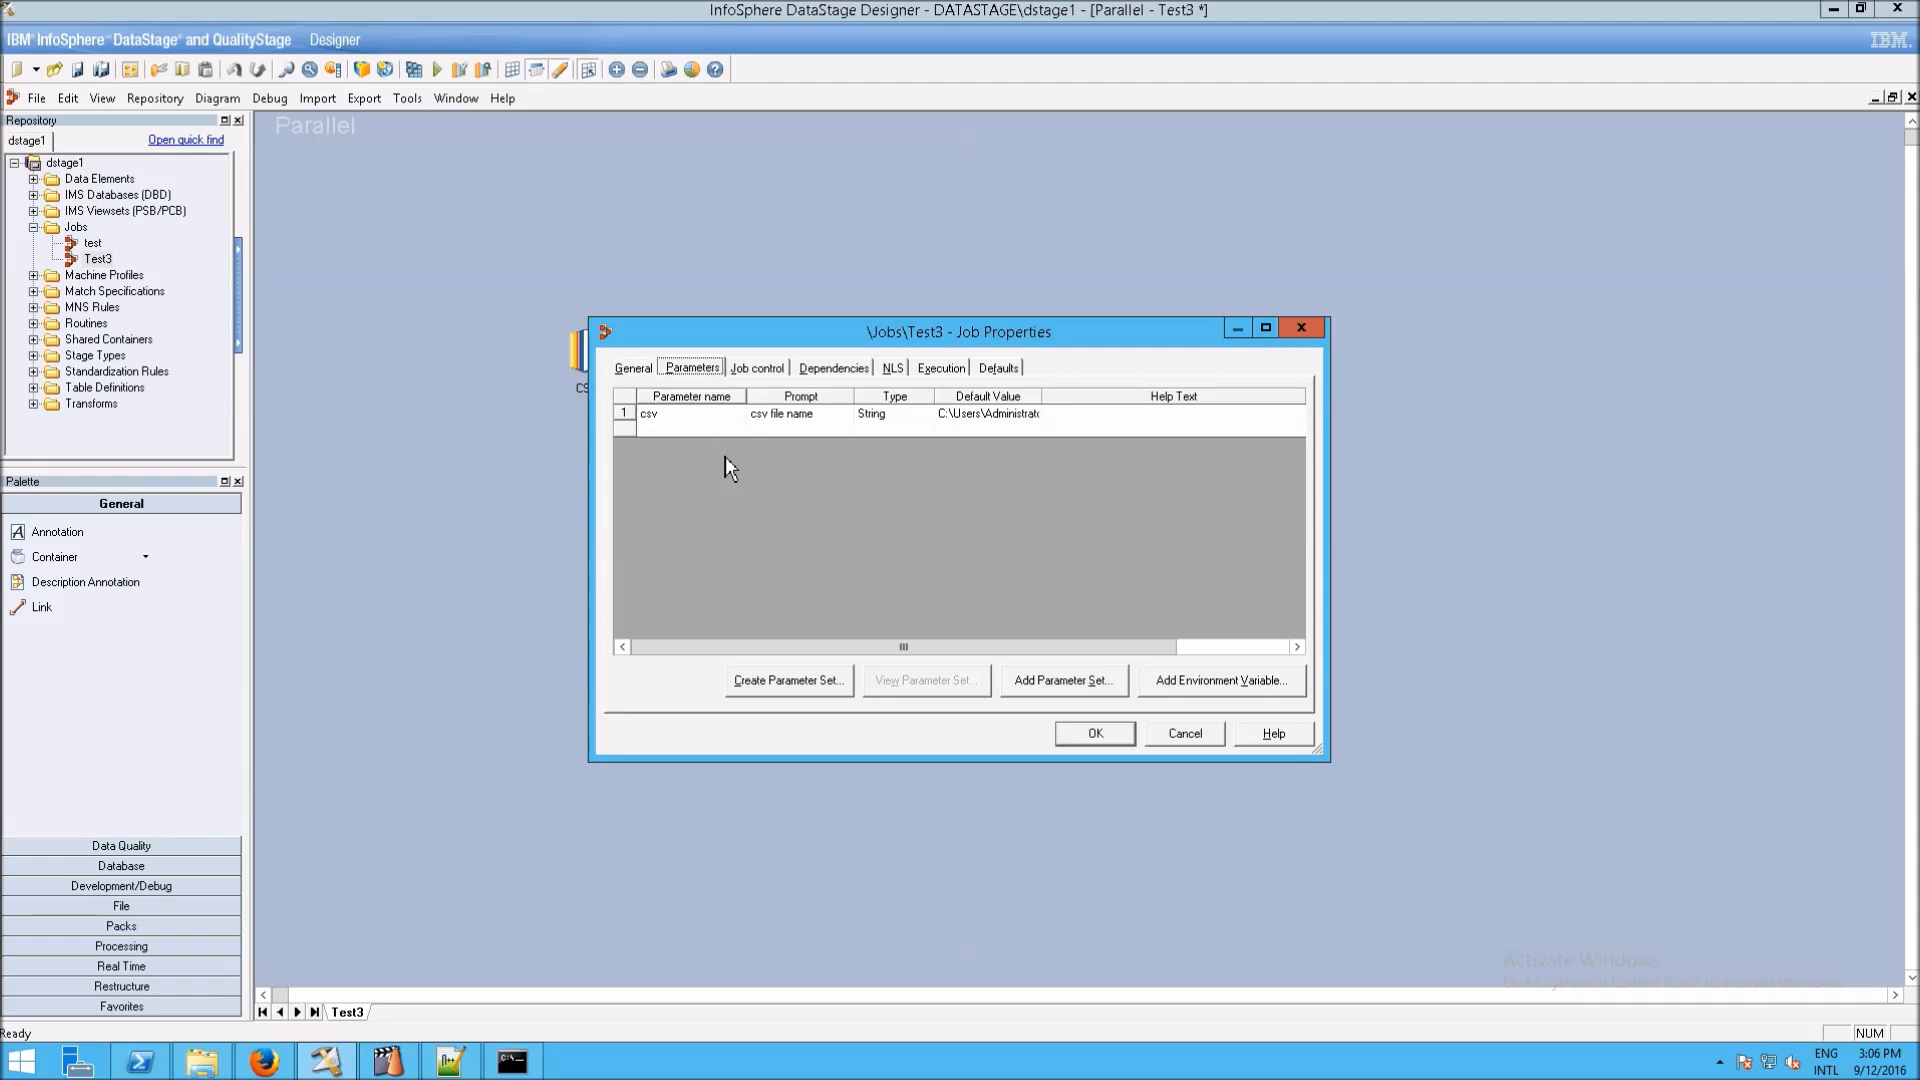 InfoSphere DataStage Designer - DATASTAGE\dstage1 - [Parallel - Test3 *]
IBM® InfoSphere™ DataStage® and QualityStage Designer
IBM.
File Edit View Repository Diagram Debug Import Export Tools Window Help
Repository
dstage1
Open quick find
dstage1
Data Elements
IMS Databases (DBD)
IMS Viewsets (PSB/PCB)
Jobs
test
Test3
Machine Profiles
Match Specifications
MNS Rules
Routines
Shared Containers
Stage Types
Standardization Rules
Table Definitions
Transforms
Palette
General
Annotation
Container
Description Annotation
Link
Data Quality
Database
Development/Debug
File
Packs
Processing
Real Time
Restructure
Favorites
Parallel
CS
\Jobs\Test3 - Job Properties
General Parameters Job control Dependencies NLS Execution Defaults
Parameter name Prompt Type Default Value Help Text
1 csv csv file name String C:\Users\Administrato
Create Parameter Set... View Parameter Set... Add Parameter Set... Add Environment Variable...
OK Cancel Help
Activate Windows
Test3
Ready
NUM
ENG
INTL
3:06 PM
9/12/2016